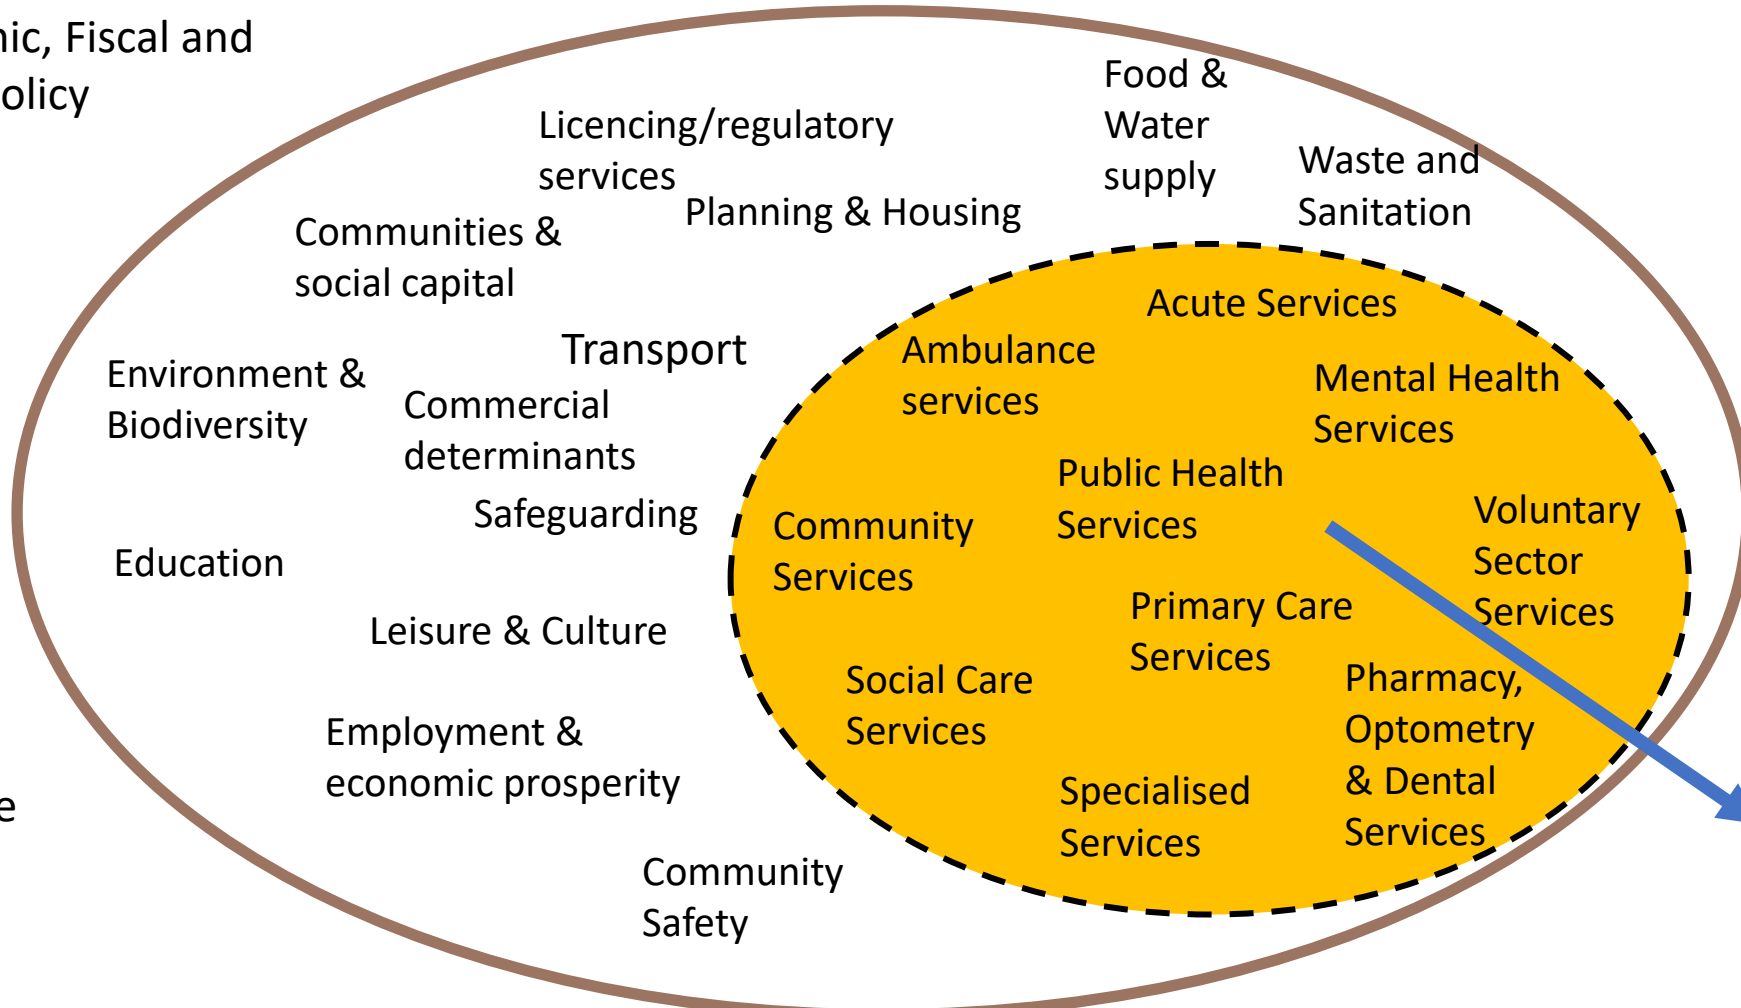 Fiscal and
Food &
Water
supply
Licencing/regulatory
services
Waste and
Sanitation
Planning & Housing
Communities &
social capital
Acute Services
Transport
Ambulance
services
Environment &
Biodiversity
Mental Health
Services
Commercial
determinants
Public Health
Services
Safeguarding
Community
Services
Voluntary
Sector
Services
Education
Primary Care
Services
Leisure & Culture
Social Care
Services
Pharmacy,
Optometry
& Dental
Services
Employment &
economic prosperity
Specialised
Services
Community
Safety